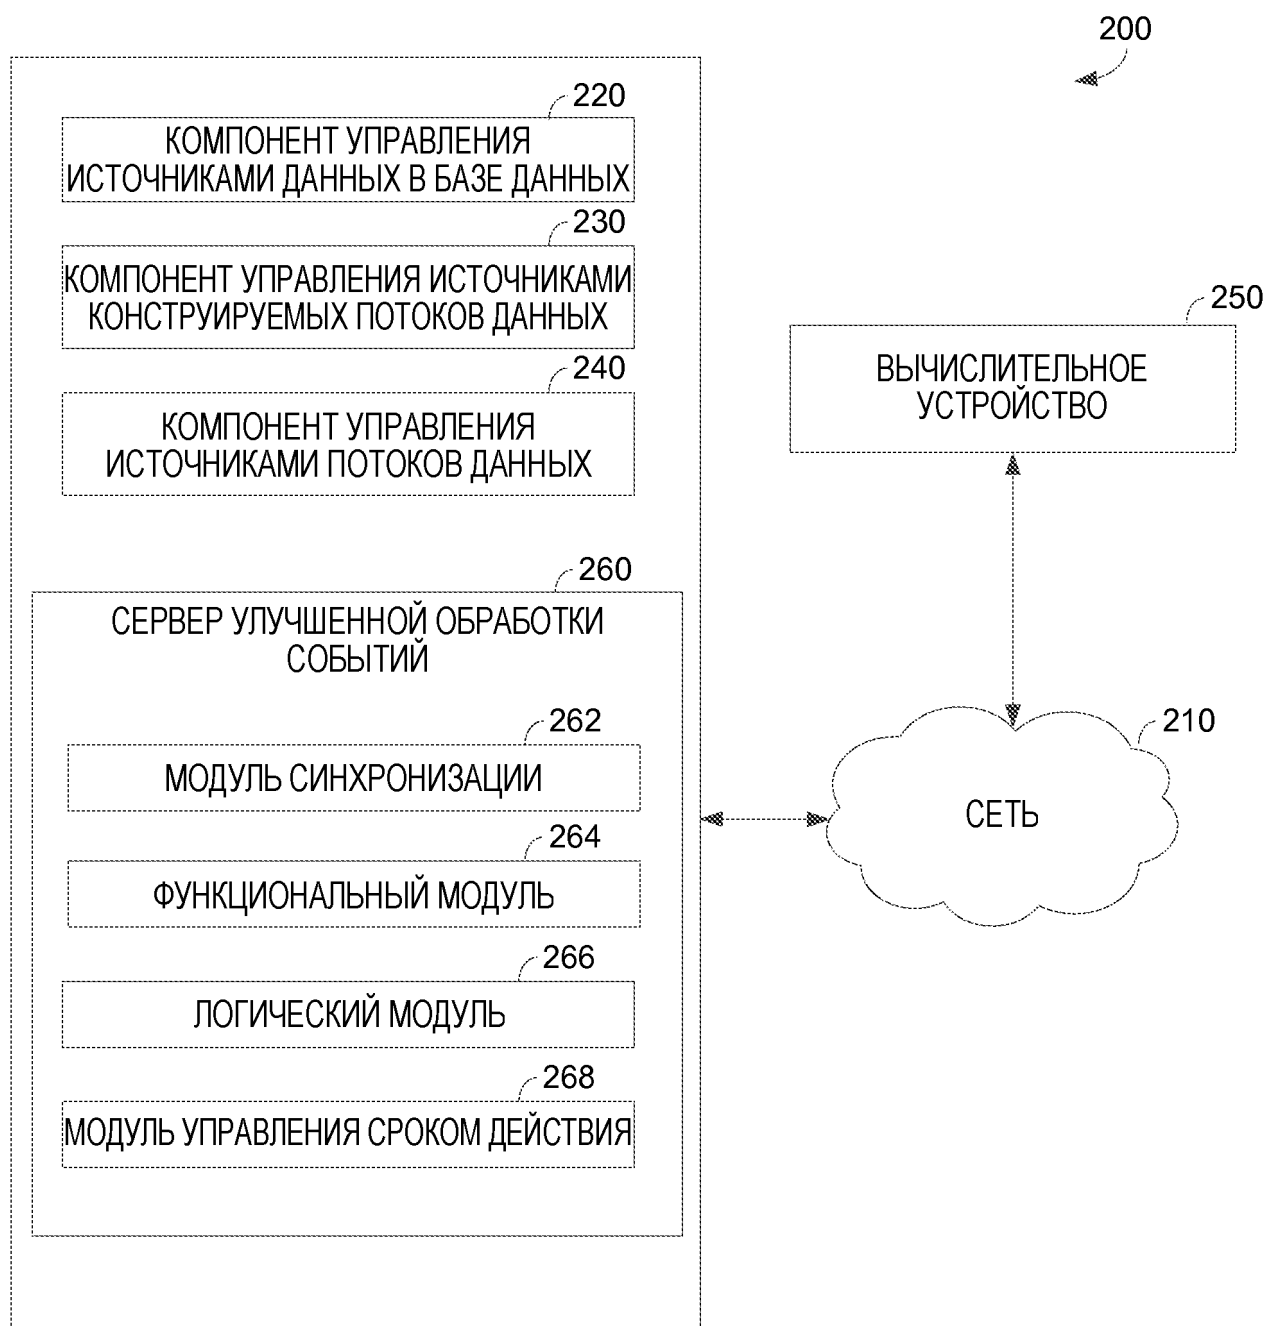 200
220
КОМПОНЕНТ УПРАВЛЕНИЯ
ИСТОЧНИКАМИ ДАННЫХ В БАЗЕ ДАННЫХ
230
КОМПОНЕНТ УПРАВЛЕНИЯ ИСТОЧНИКАМИ
КОНСТРУИРУЕМЫХ ПОТОКОВ ДАННЫХ
240
КОМПОНЕНТ УПРАВЛЕНИЯ
ИСТОЧНИКАМИ ПОТОКОВ ДАННЫХ
250
ВЫЧИСЛИТЕЛЬНОЕ
УСТРОЙСТВО
260
СЕРВЕР УЛУЧШЕННОЙ ОБРАБОТКИ
СОБЫТИЙ
262
МОДУЛЬ СИНХРОНИЗАЦИИ
264
ФУНКЦИОНАЛЬНЫЙ МОДУЛЬ
266
ЛОГИЧЕСКИЙ МОДУЛЬ
268
МОДУЛЬ УПРАВЛЕНИЯ СРОКОМ ДЕЙСТВИЯ
210
СЕТЬ